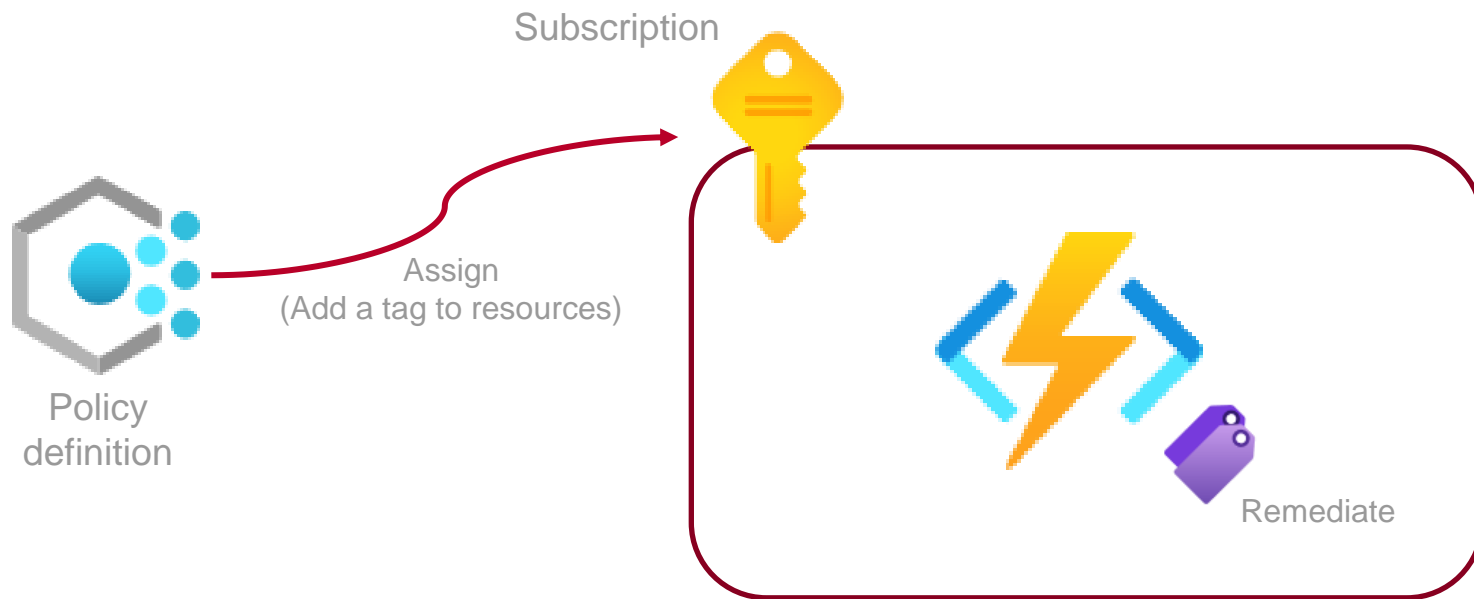 Subscription
Assign
(Add a tag to resources)
Policy
definition
Remediate